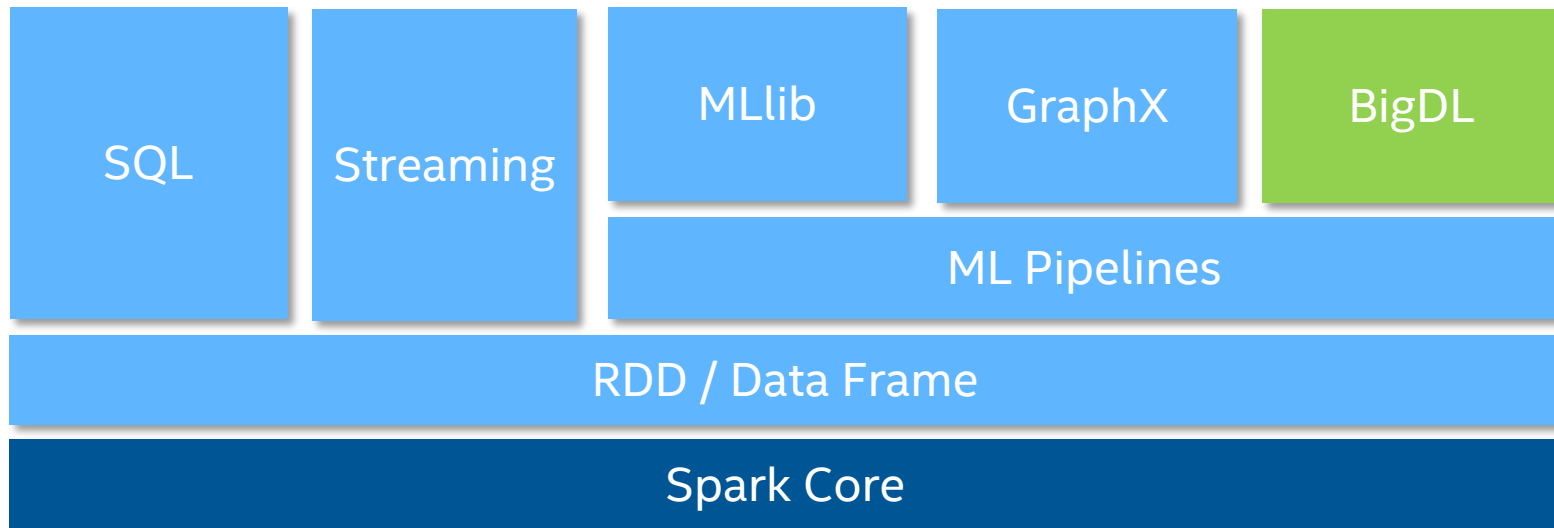 SQL
Streaming
MLlib
GraphX
BigDL
ML Pipelines
RDD / Data Frame
Spark Core